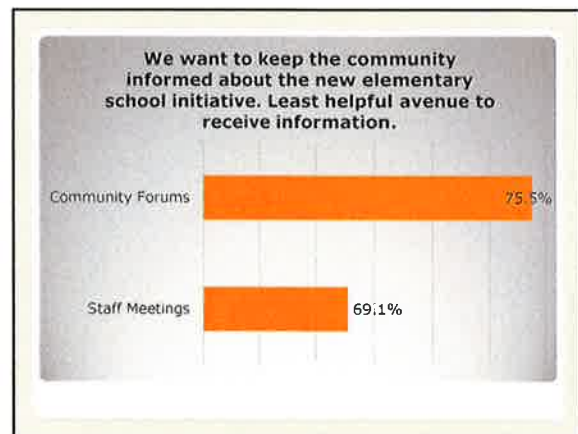 We want to keep the community
informed about the new elementary
school initiative. Least helpful avenue to
receive information.
Community Forums
75.5%
Staff Meetings
69.1%